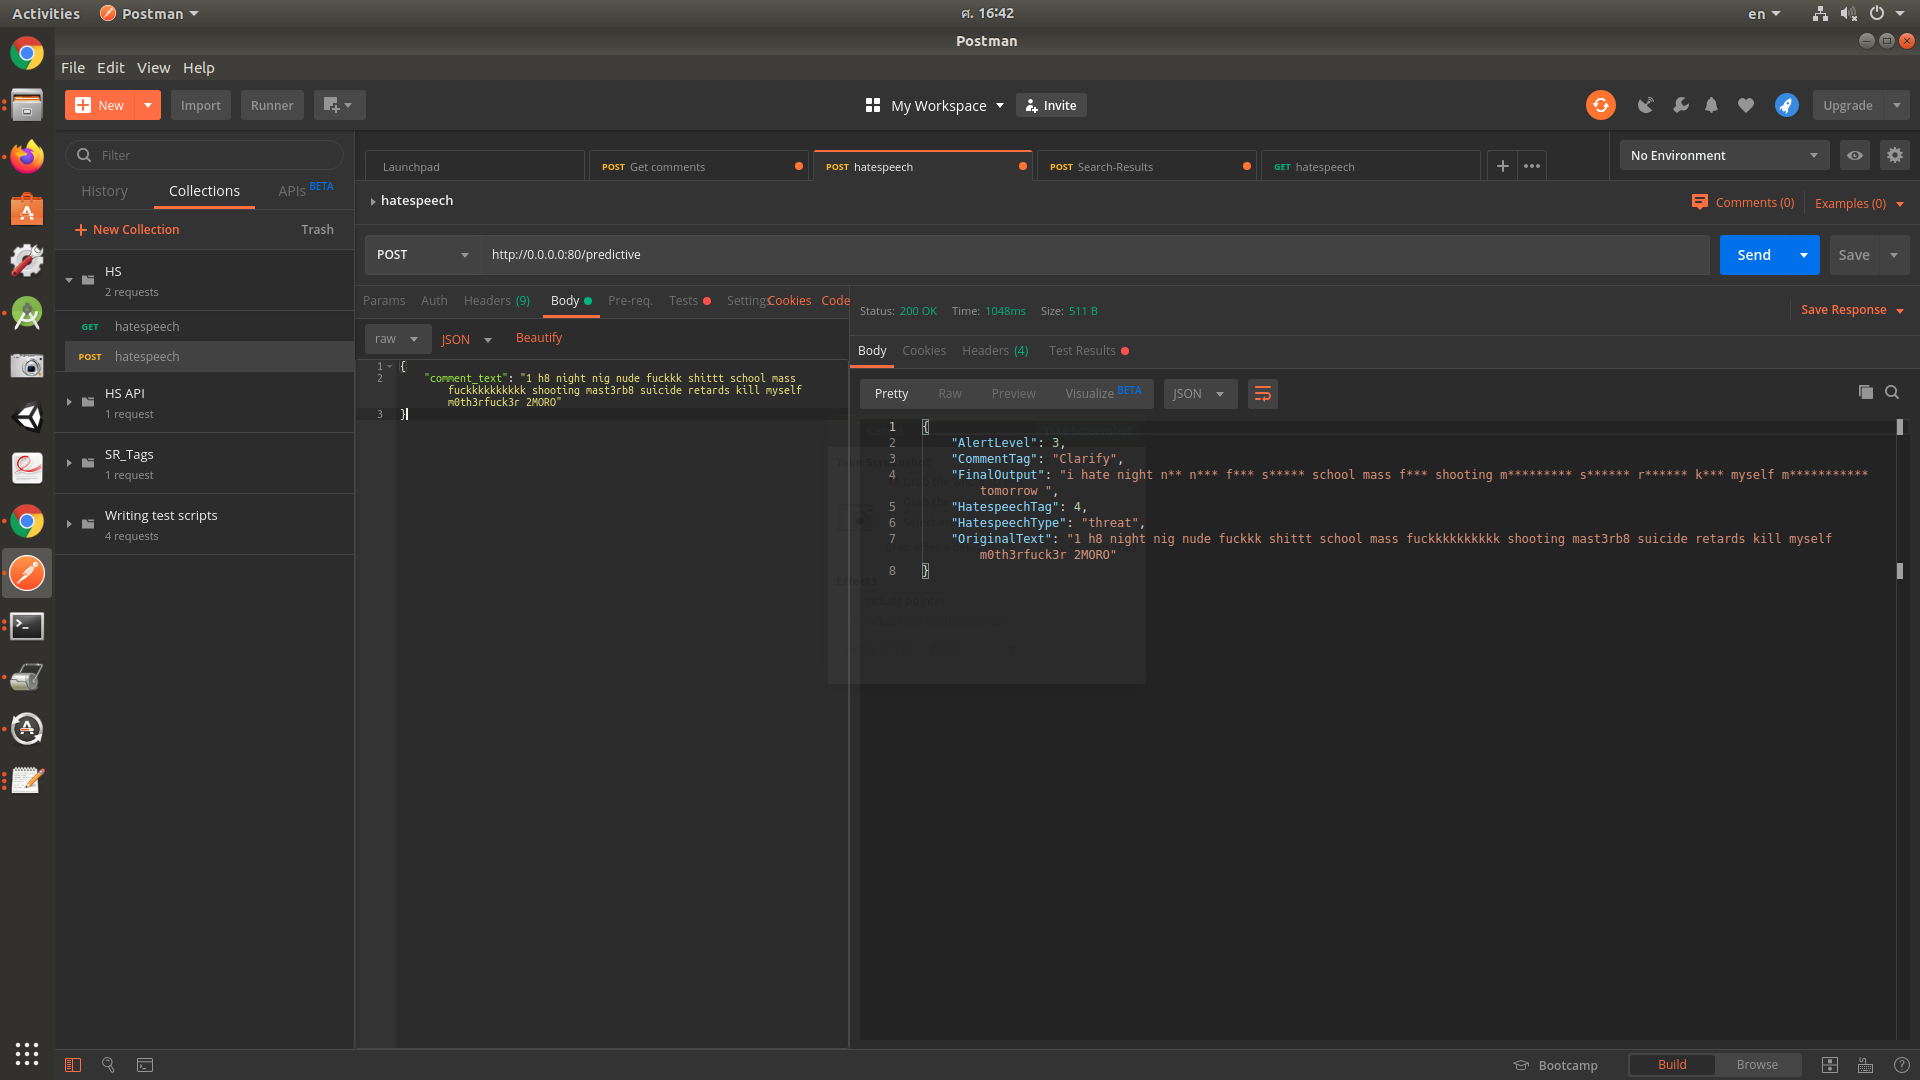 Activities
Postman
ศ. 16:42
en
Postman
File Edit View Help
New
Import
Runner
My Workspace
Invite
Upgrade
Filter
History
Collections
APIs BETA
New Collection
Trash
HS
2 requests
GET hatespeech
POST hatespeech
HS API
1 request
SR_Tags
1 request
Writing test scripts
4 requests
Launchpad
POST Get comments
POST hatespeech
POST Search-Results
GET hatespeech
No Environment
hatespeech
Comments (0)
Examples (0)
POST
http://0.0.0.0:80/predictive
Send
Save
Params Auth Headers (9) Body Pre-req. Tests Settings Cookies Code
raw
JSON
Beautify
1 {
2 "comment_text": "1 h8 night nig nude fuckkk shittt school mass
fuckkkkkkkkkk shooting mast3rb8 suicide retards kill myself
m0th3rfuck3r 2MORO"
3 }
Status: 200 OK Time: 1048ms Size: 511 B
Save Response
Body Cookies Headers (4) Test Results
Pretty Raw Preview Visualize BETA JSON
1 {
2 "AlertLevel": 3,
3 "CommentTag": "Clarify",
4 "FinalOutput": "i hate night n** n*** f*** s***** school mass f*** shooting m********* s****** r****** k*** myself m***********
tomorrow ",
5 "HatespeechTag": 4,
6 "HatespeechType": "threat",
7 "OriginalText": "1 h8 night nig nude fuckkk shittt school mass fuckkkkkkkkkk shooting mast3rb8 suicide retards kill myself
m0th3rfuck3r 2MORO"
8 }
Bootcamp
Build
Browse